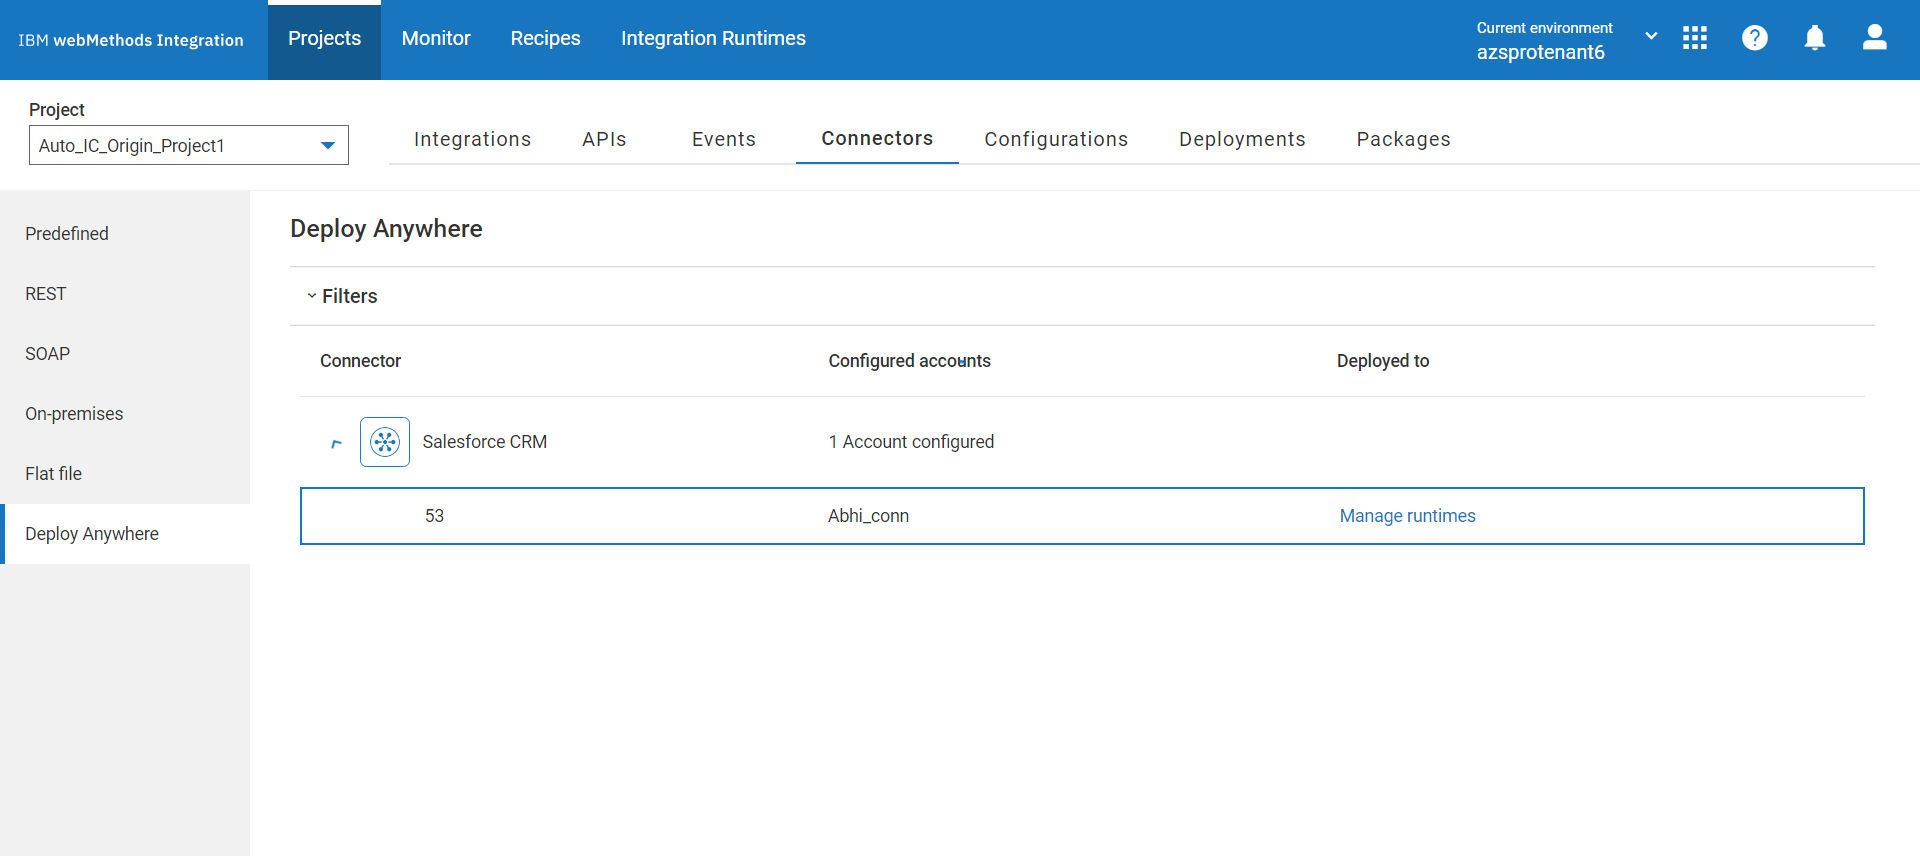 IBM webMethods Integration
Projects
Monitor
Recipes
Integration Runtimes
Current environment
azsprotenant6
Project
Auto_IC_Origin_Project1
Integrations
APIs
Events
Connectors
Configurations
Deployments
Packages
Predefined
REST
SOAP
On-premises
Flat file
Deploy Anywhere
Deploy Anywhere
Filters
Connector
Configured accounts
Deployed to
Salesforce CRM
1 Account configured
53
Abhi_conn
Manage runtimes